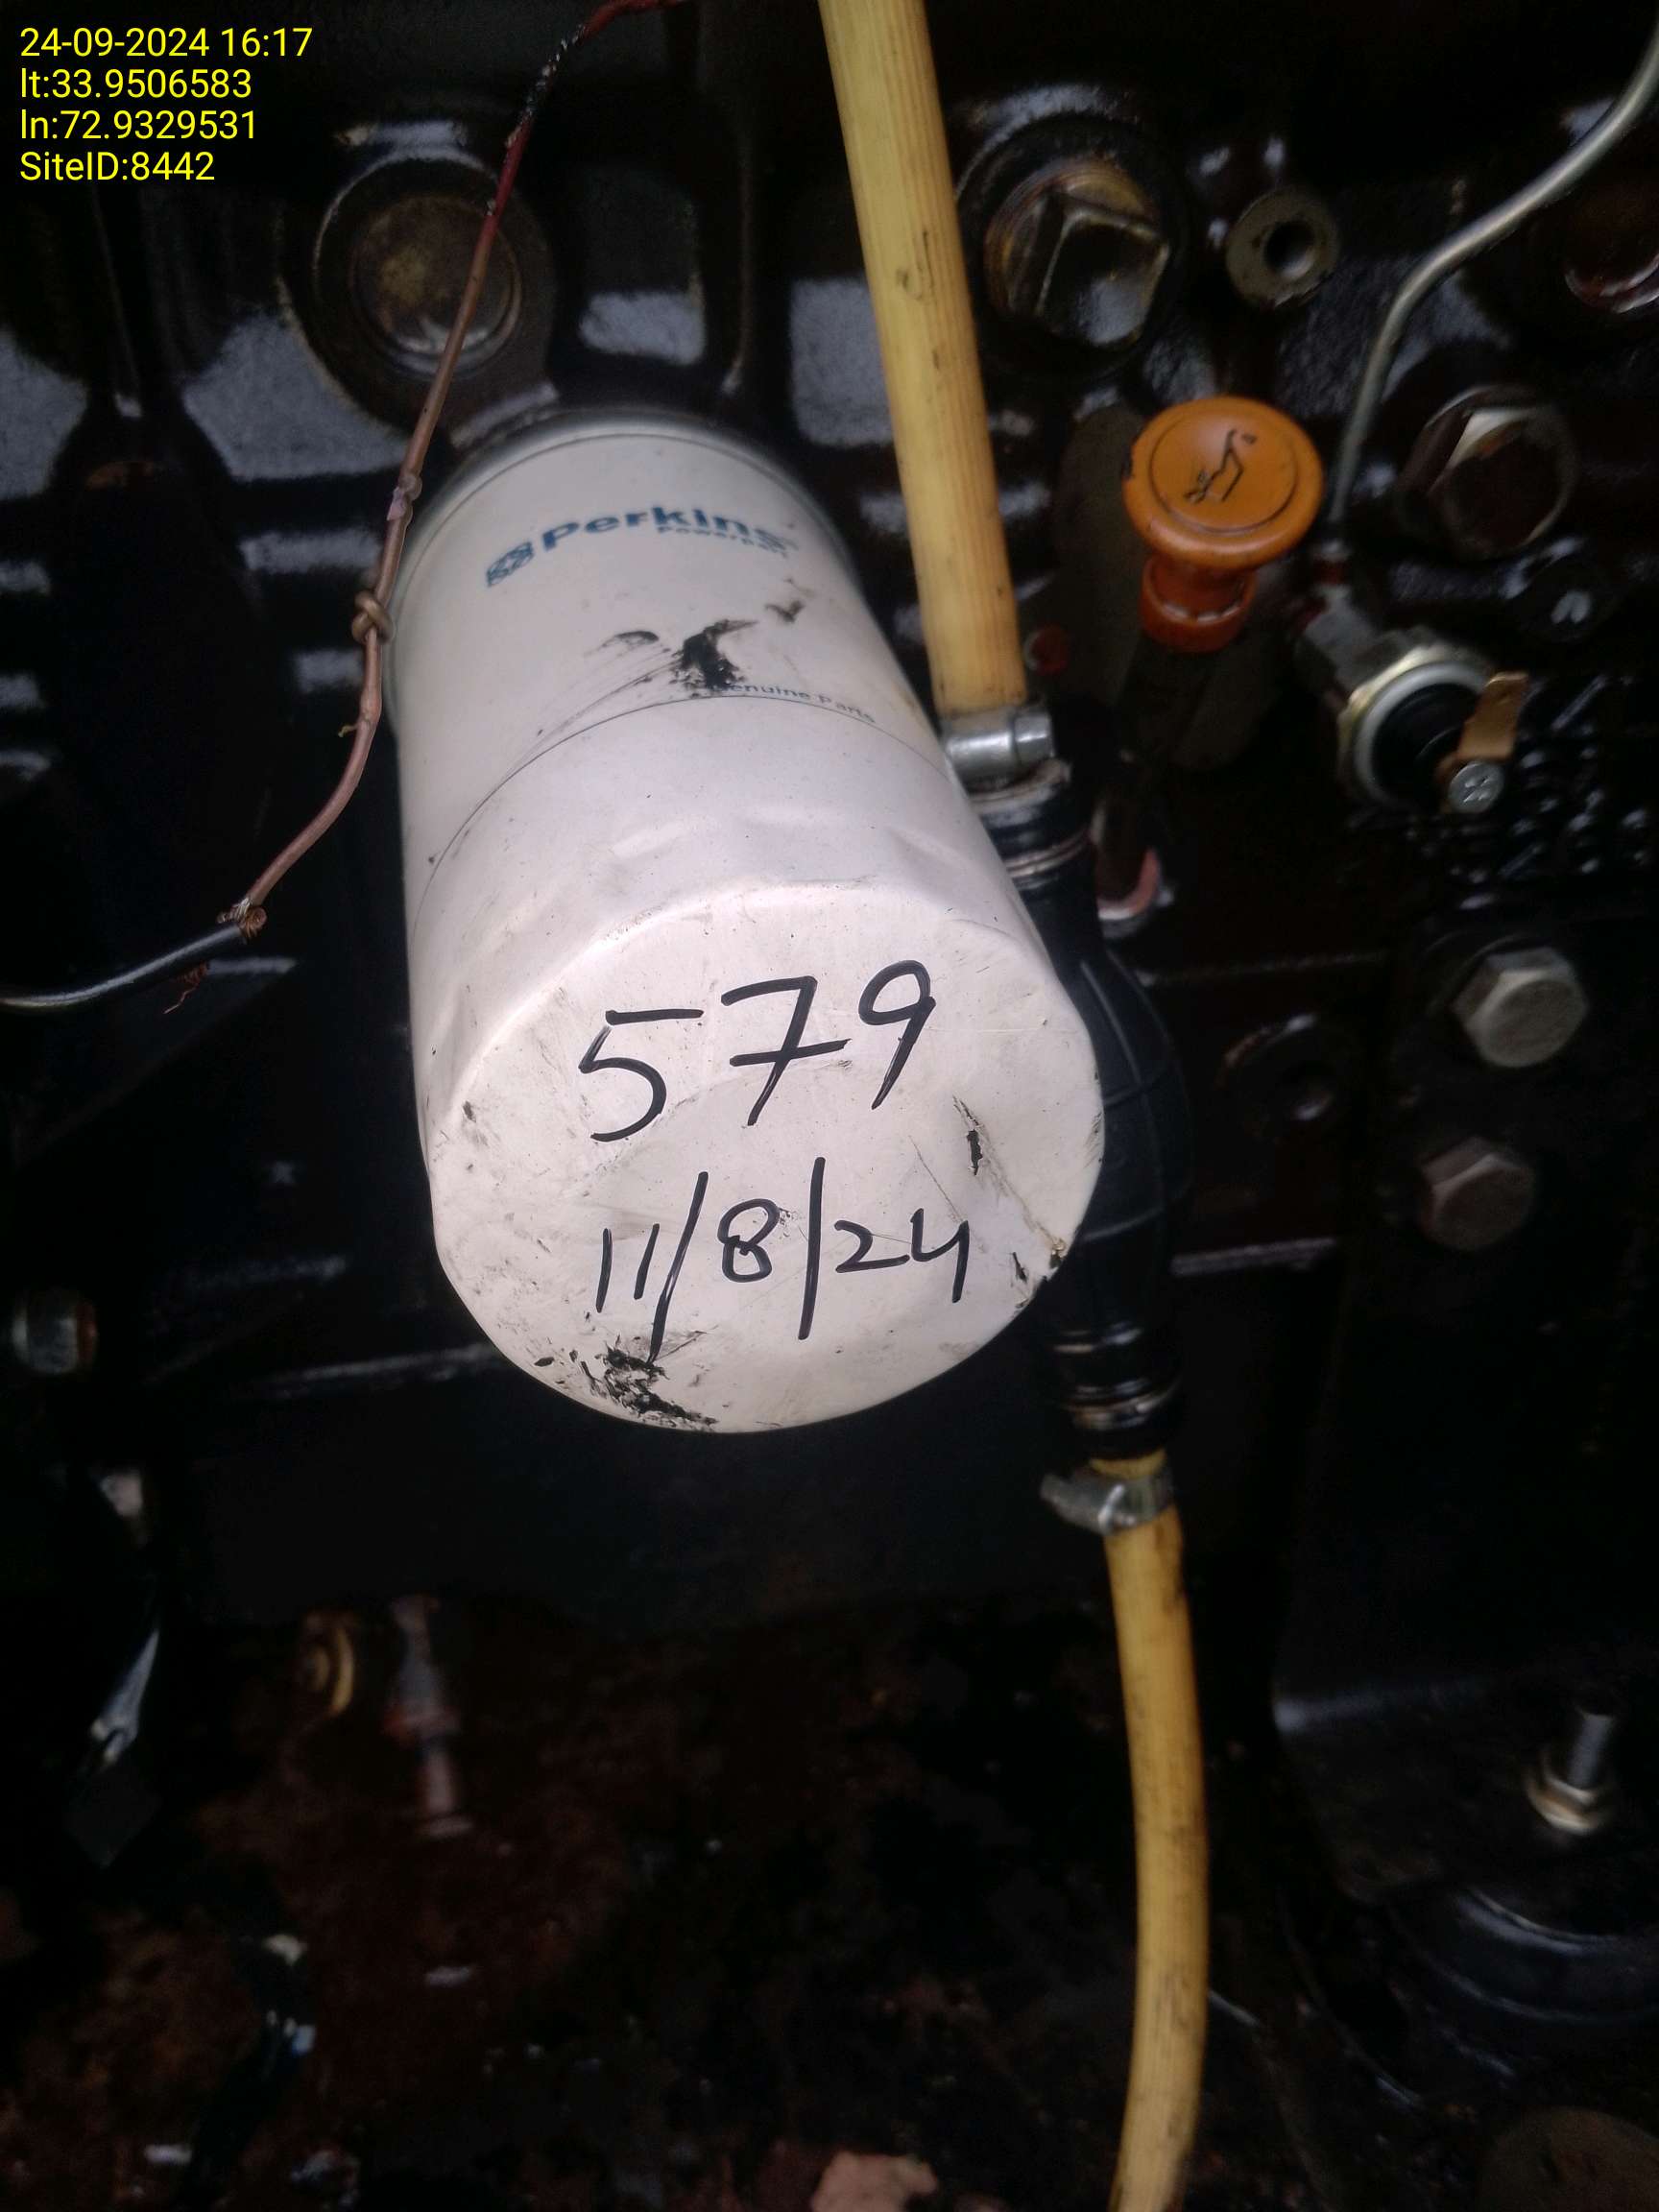 24-09-2024 16:17
lt:33.9506583
ln:72.9329531
SiteID:8442
Perkins
Powerpart
Genuine Parts
579
11/8/24